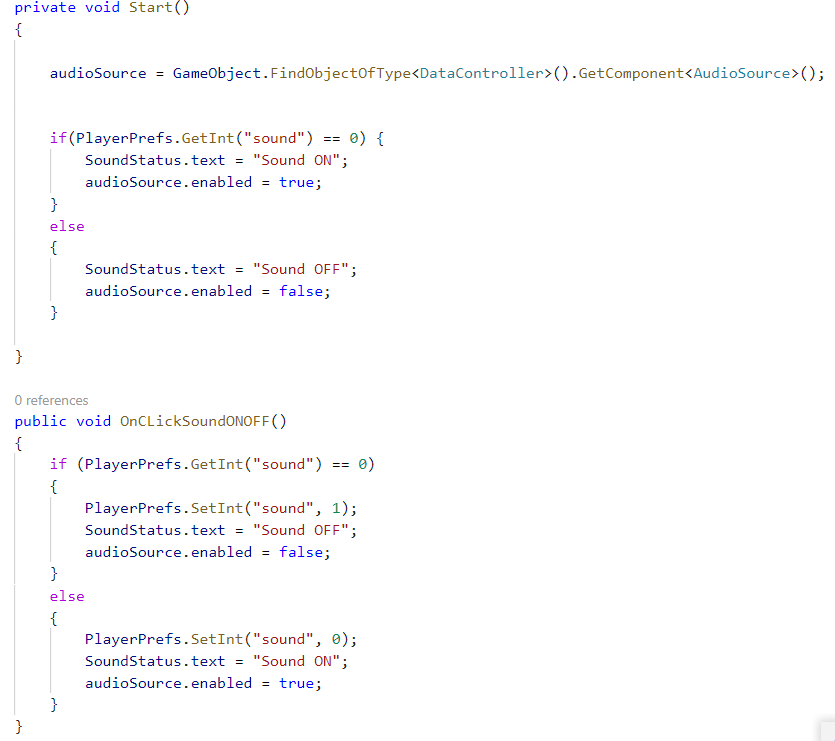 private void Start()
{
audioSource = GameObject.FindObjectOfType<DataController>().GetComponent<AudioSource>();
if(PlayerPrefs.GetInt("sound") == 0) {
SoundStatus.text = "Sound ON";
audioSource.enabled = true;
}
else
{
SoundStatus.text = "Sound OFF";
audioSource.enabled = false;
}
}
0 references
public void OnCLickSoundONOFF()
{
if (PlayerPrefs.GetInt("sound") == 0)
{
PlayerPrefs.SetInt("sound", 1);
SoundStatus.text = "Sound OFF";
audioSource.enabled = false;
}
else
{
PlayerPrefs.SetInt("sound", 0);
SoundStatus.text = "Sound ON";
audioSource.enabled = true;
}
}